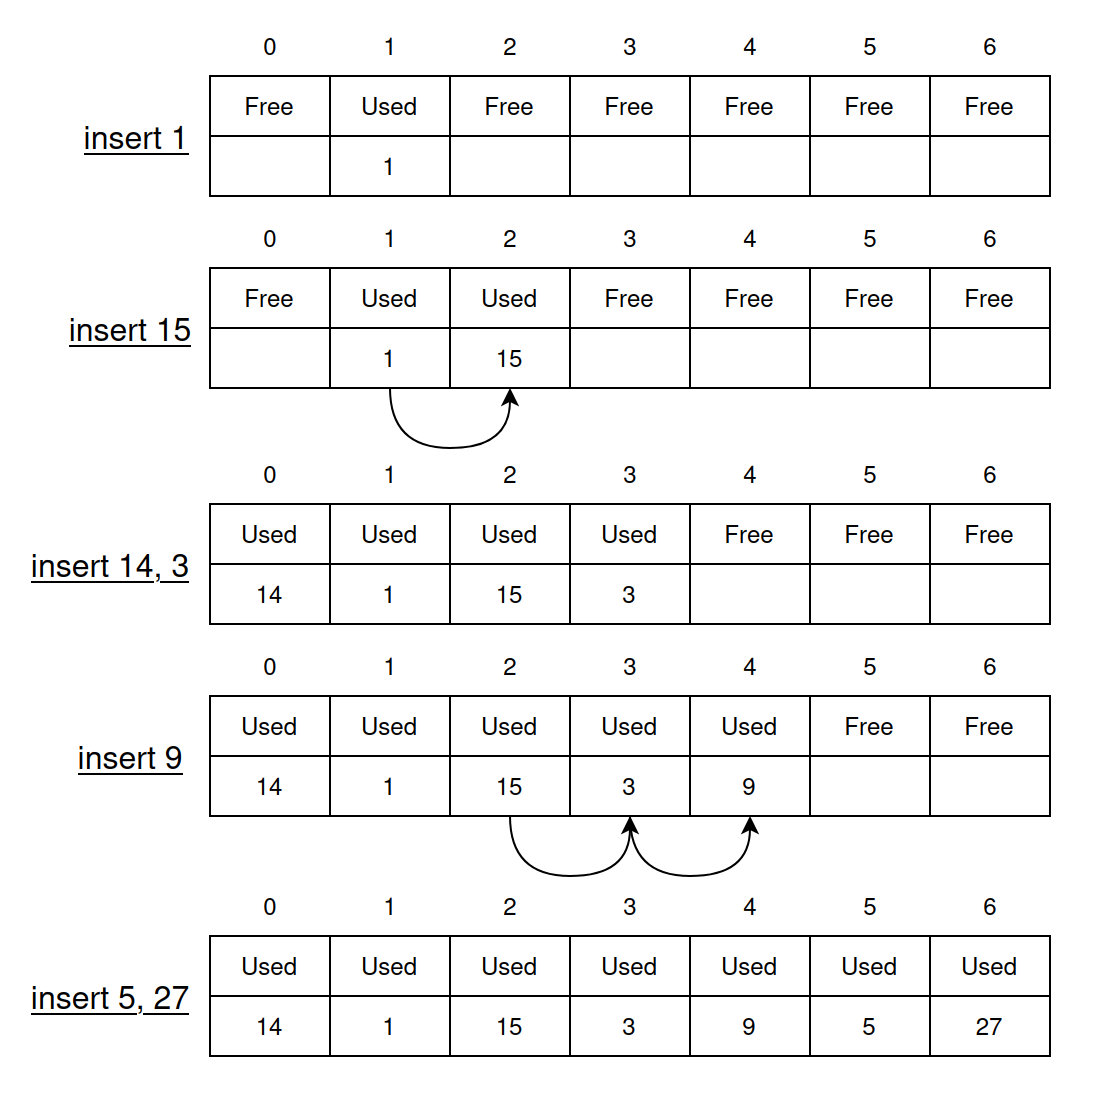 0 1 2 3 4 5 6
Free Used Free Free Free Free Free
insert 1
1
0 1 2 3 4 5 6
Free Used Used Free Free Free Free
insert 15
1 15
0 1 2 3 4 5 6
Used Used Used Used Free Free Free
insert 14, 3
14 1 15 3
0 1 2 3 4 5 6
Used Used Used Used Used Free Free
insert 9
14 1 15 3 9
0 1 2 3 4 5 6
Used Used Used Used Used Used Used
insert 5, 27
14 1 15 3 9 5 27